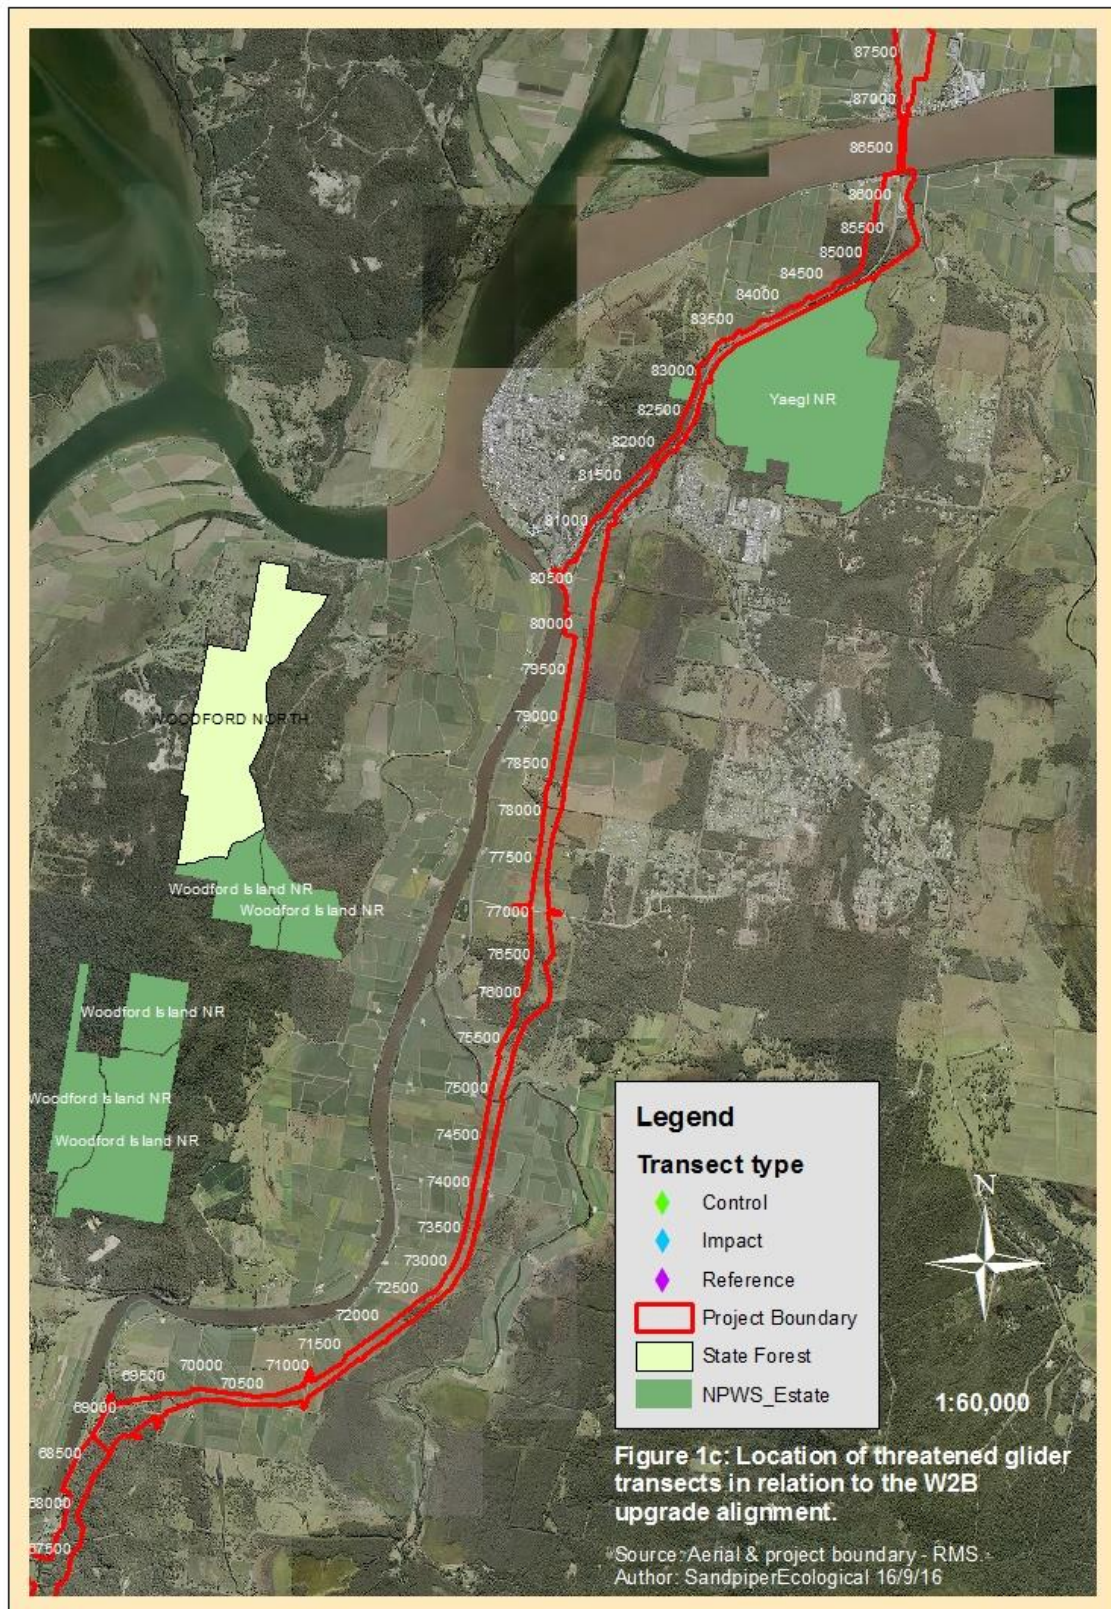 87500
87900
86500
86000
85500
85000
84500
84000
83500
83000
Yaegl NR
82500
82000
81500
81000
80500
80000
79500
WOODFORD NORTH
79000
78500
78000
77500
Woodford Island NR
Woodford Island NR
77000
76500
76000
Woodford Island NR
75500
75000
Woodford Island NR
74500
Woodford Island NR
74000
73500
73000
72500
72000
71500
71000
70000
70500
69500
69000
68500
68000
67500
Legend
Transect type
Control
Impact
Reference
Project Boundary
State Forest
NPWS_Estate
N
1:60,000
Figure 1c: Location of threatened glider
transects in relation to the W2B
upgrade alignment.
Source: Aerial & project boundary - RMS.
Author: SandpiperEcological 16/9/16